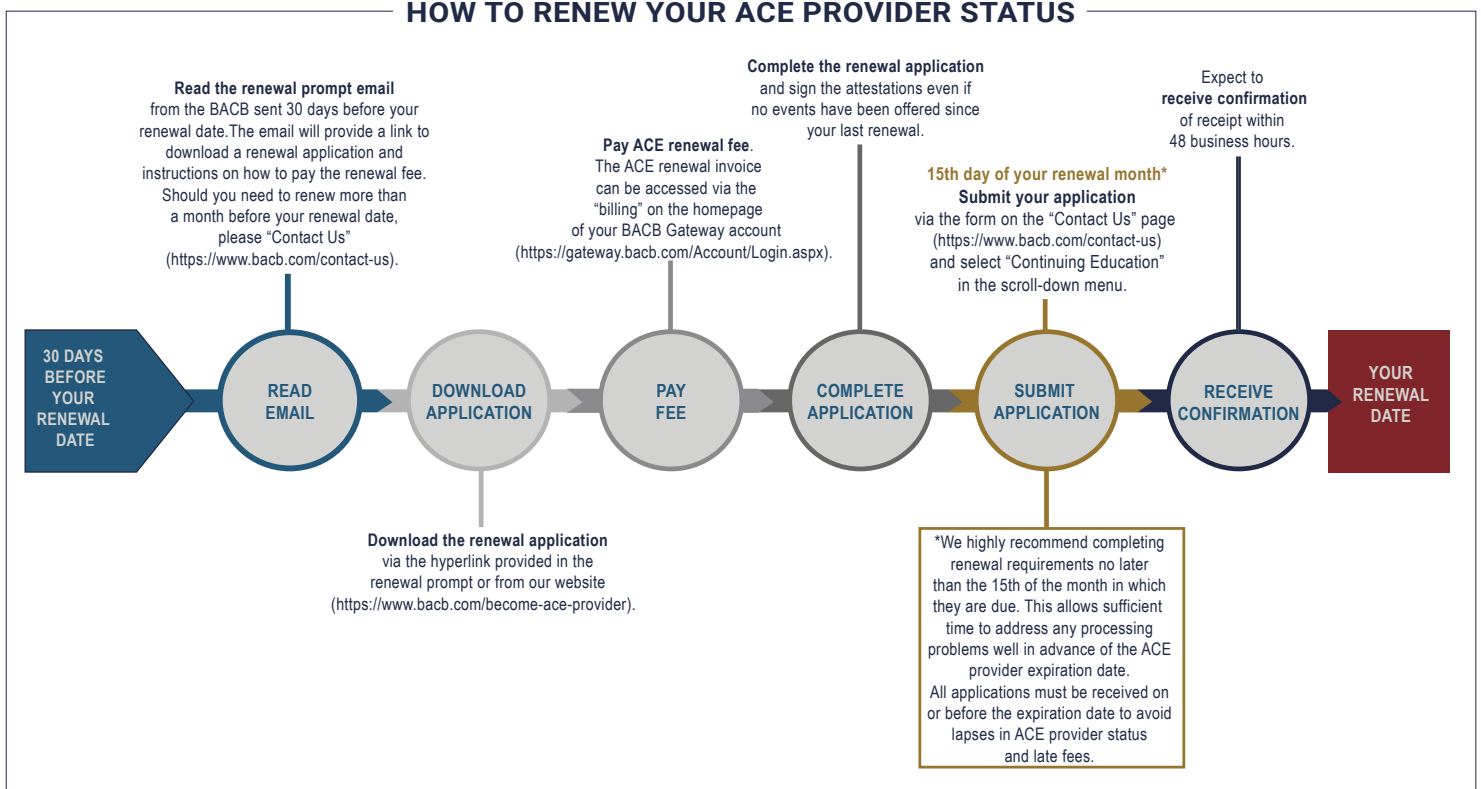 HOW TO RENEW YOUR ACE PROVIDER STATUS
Read the renewal prompt email
from the BACB sent 30 days before your
renewal date.The email will provide a link to
download a renewal application and
instructions on how to pay the renewal fee.
Should you need to renew more than
a month before your renewal date,
please “Contact Us”
(https://www.bacb.com/contact-us).
Pay ACE renewal fee.
The ACE renewal invoice
can be accessed via the
“billing” on the homepage
of your BACB Gateway account
(https://gateway.bacb.com/Account/Login.aspx).
Complete the renewal application
and sign the attestations even if
no events have been offered since
your last renewal.
15th day of your renewal month*
Submit your application
via the form on the “Contact Us” page
(https://www.bacb.com/contact-us)
and select “Continuing Education”
in the scroll-down menu.
Expect to
receive confirmation
of receipt within
48 business hours.
30 DAYS
BEFORE
YOUR
RENEWAL
DATE
READ
EMAIL
DOWNLOAD
APPLICATION
PAY
FEE
COMPLETE
APPLICATION
SUBMIT
APPLICATION
RECEIVE
CONFIRMATION
YOUR
RENEWAL
DATE
Download the renewal application
via the hyperlink provided in the
renewal prompt or from our website
(https://www.bacb.com/become-ace-provider).
*We highly recommend completing
renewal requirements no later
than the 15th of the month in which
they are due. This allows sufficient
time to address any processing
problems well in advance of the ACE
provider expiration date.
All applications must be received on
or before the expiration date to avoid
lapses in ACE provider status
and late fees.